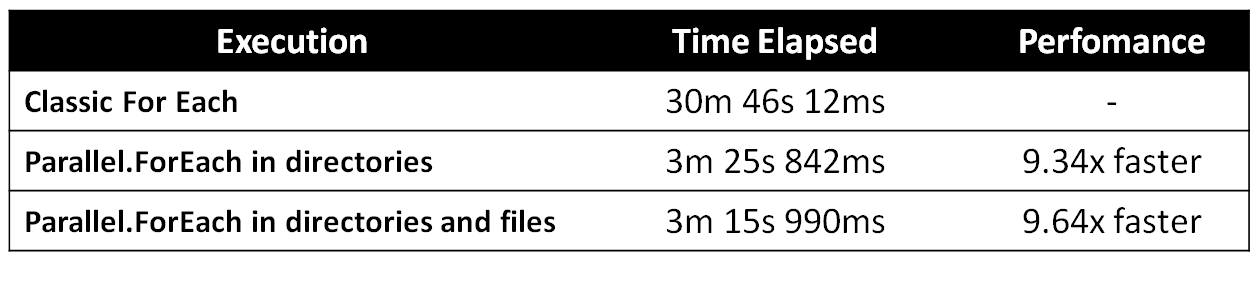 Execution Time Elapsed Perfomance
Classic For Each 30m 46s 12ms -
Parallel.ForEach in directories 3m 25s 842ms 9.34x faster
Parallel.ForEach in directories and files 3m 15s 990ms 9.64x faster